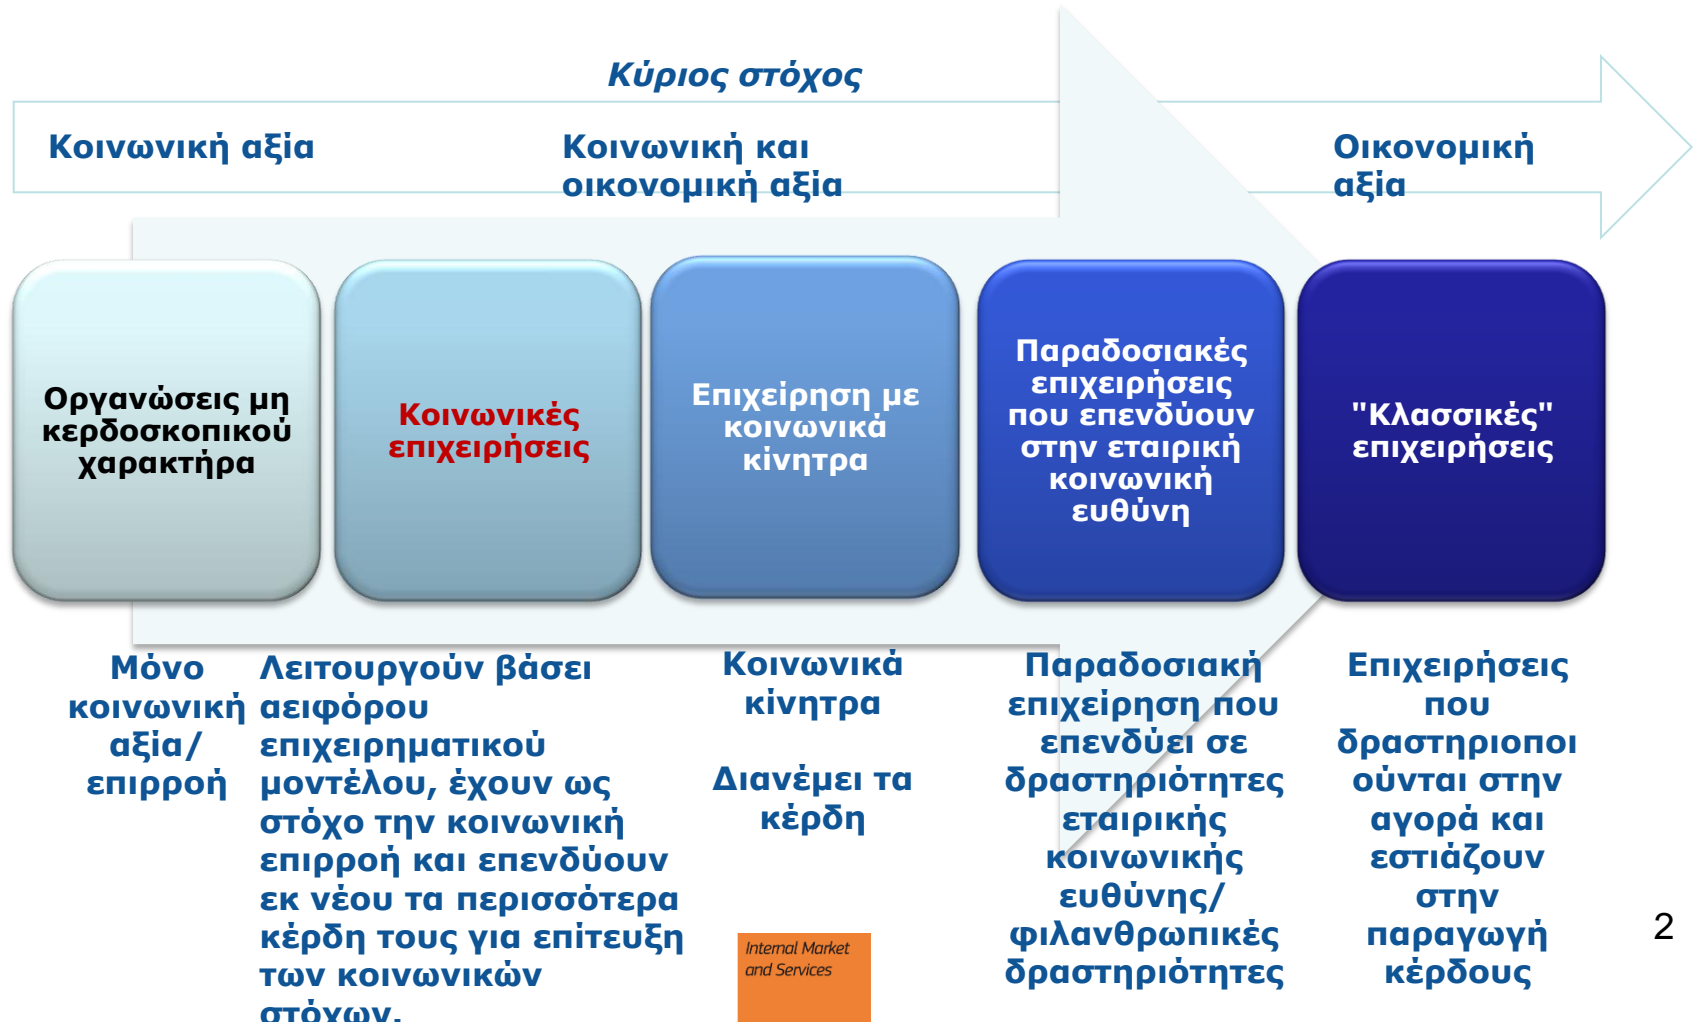 Κύριος στόχος
Κοινωνική αξία
Κοινωνική και
οικονομική αξία
Οικονομική
αξία
Οργανώσεις μη
κερδοσκοπικού
χαρακτήρα
Κοινωνικές
επιχειρήσεις
Επιχείρηση με
κοινωνικά
κίνητρα
Παραδοσιακές
επιχειρήσεις
που επενδύουν
στην εταιρική
κοινωνική
ευθύνη
"Κλασσικές"
επιχειρήσεις
Μόνο
κοινωνική
αξία/
επιρροή
Λειτουργούν βάσει
αειφόρου
επιχειρηματικού
μοντέλου, έχουν ως
στόχο την κοινωνική
επιρροή και επενδύουν
εκ νέου τα περισσότερα
κέρδη τους για επίτευξη
των κοινωνικών
στόχων.
Κοινωνικά
κίνητρα
Διανέμει τα
κέρδη
Παραδοσιακή
επιχείρηση που
επενδύει σε
δραστηριότητες
εταιρικής
κοινωνικής
ευθύνης/
φιλανθρωπικές
δραστηριότητες
Επιχειρήσεις
που
δραστηριοποι
ούνται στην
αγορά και
εστιάζουν
στην
παραγωγή
κέρδους
Internal Market
and Services
2